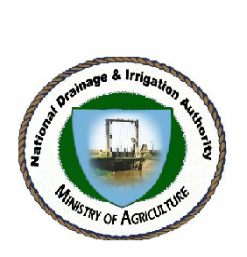 National Drainage & Irrigation Authority
MINISTRY OF AGRICULTURE